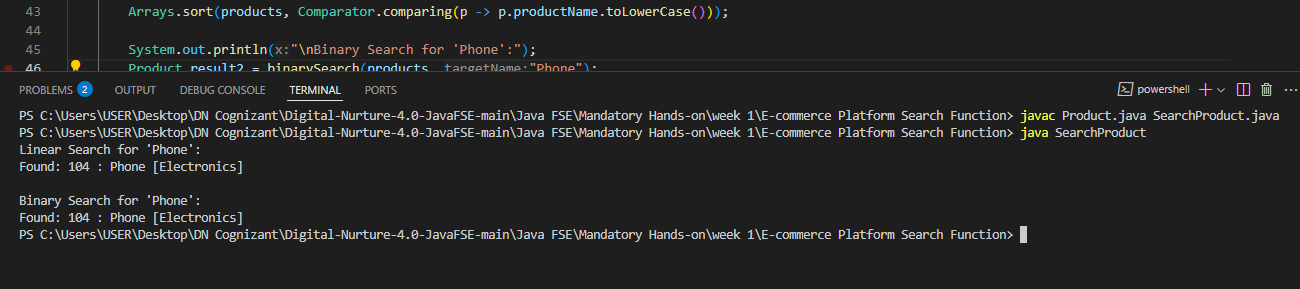 43 Arrays.sort(products, Comparator.comparing(p -> p.productName.toLowerCase()));
44
45 System.out.println(x:"\nBinary Search for 'Phone':");
46 Product result2 = binarySearch(products, targetName:"Phone");
PROBLEMS 2 OUTPUT DEBUG CONSOLE TERMINAL PORTS powershell
PS C:\Users\USER\Desktop\DN Cognizant\Digital-Nurture-4.0-JavaFSE-main\Java FSE\Mandatory Hands-on\week 1\E-commerce Platform Search Function> javac Product.java SearchProduct.java
PS C:\Users\USER\Desktop\DN Cognizant\Digital-Nurture-4.0-JavaFSE-main\Java FSE\Mandatory Hands-on\week 1\E-commerce Platform Search Function> java SearchProduct
Linear Search for 'Phone':
Found: 104 : Phone [Electronics]

Binary Search for 'Phone':
Found: 104 : Phone [Electronics]
PS C:\Users\USER\Desktop\DN Cognizant\Digital-Nurture-4.0-JavaFSE-main\Java FSE\Mandatory Hands-on\week 1\E-commerce Platform Search Function>